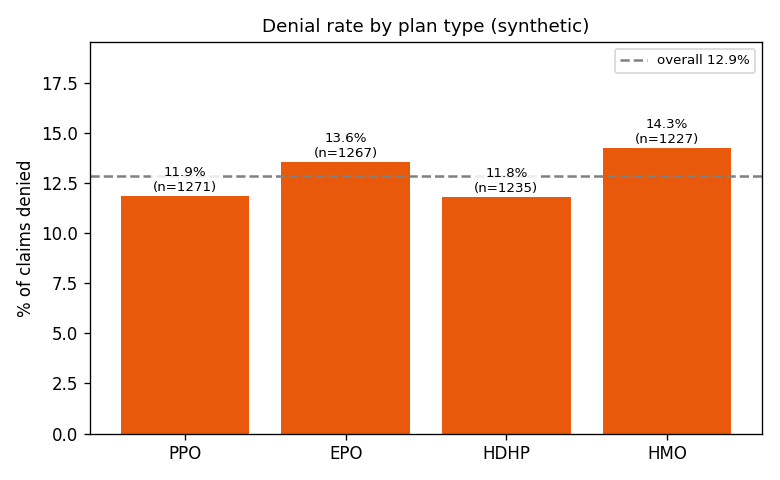 Denial rate by plan type (synthetic)
overall 12.9%
% of claims denied
17.5
15.0
12.5
10.0
7.5
5.0
2.5
0.0
11.9%
(n=1271)
13.6%
(n=1267)
11.8%
(n=1235)
14.3%
(n=1227)
PPO
EPO
HDHP
HMO